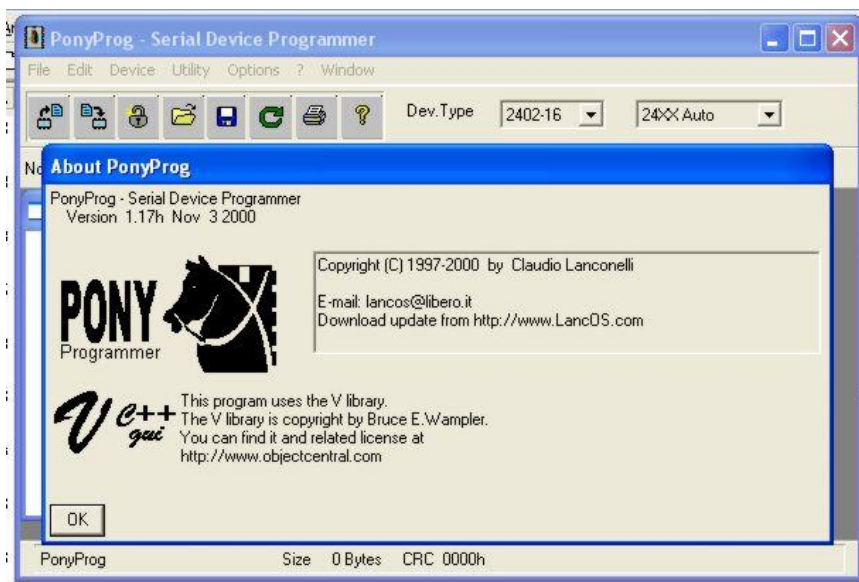 PonyProg - Serial Device Programmer
File Edit Device Utility Options ? Window
Dev.Type 2402-16 24XX Auto
No
About PonyProg
PonyProg - Serial Device Programmer
Version 1.17h Nov 3 2000
Copyright (C) 1997-2000 by Claudio Lanconelli
E-mail: lancos@libero.it
Download update from http://www.LancOS.com
PONY
Programmer
V C++
gui
This program uses the V library.
The V library is copyright by Bruce E.Wampler.
You can find it and related license at
http://www.objectcentral.com
OK
PonyProg Size 0 Bytes CRC 0000h